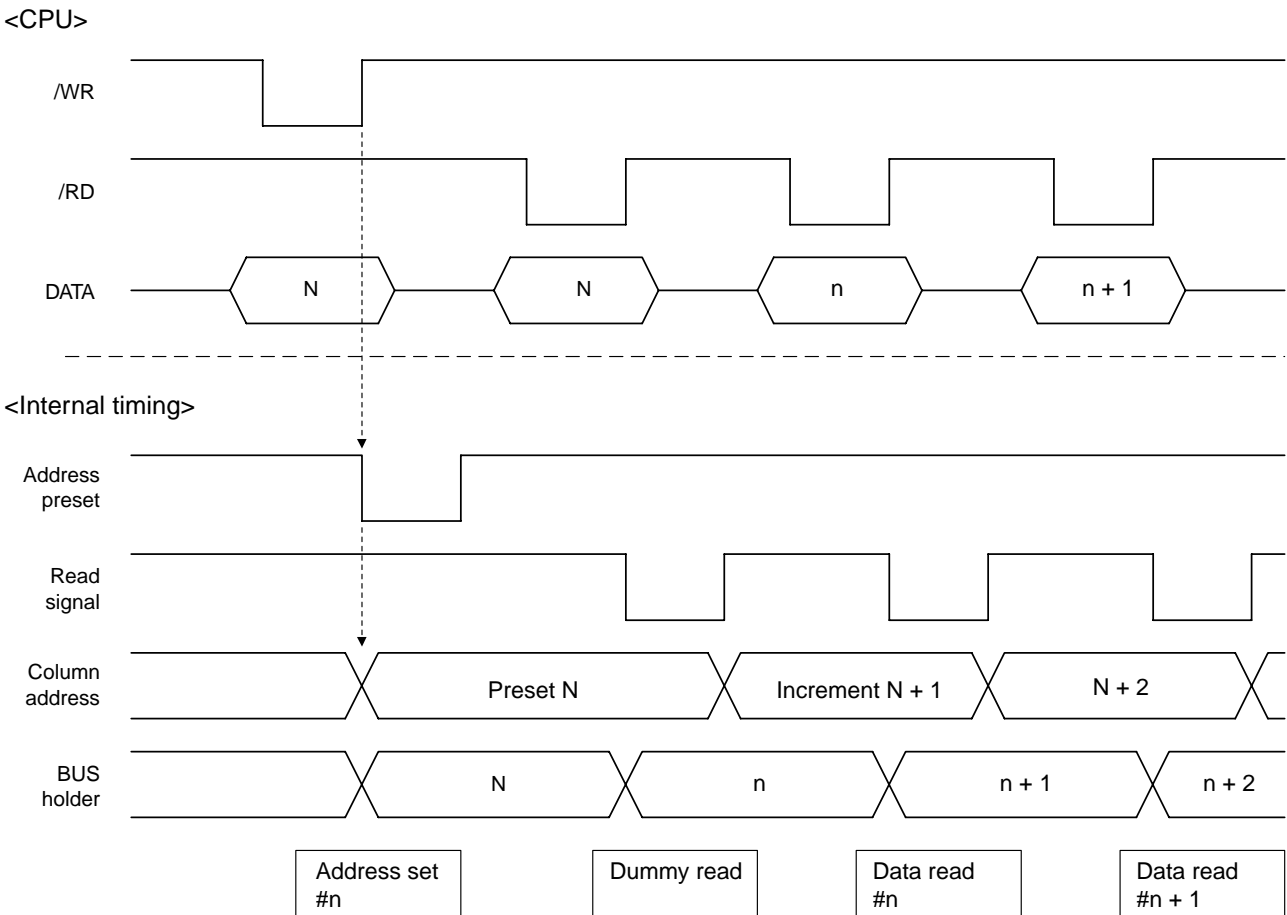 <CPU>
/WR
/RD
DATA
N
N
n
n + 1
<Internal timing>
Address
preset
Read
signal
Column
address
Preset N
Increment N + 1
N + 2
BUS
holder
N
n
n + 1
n + 2
Address set
#n
Dummy read
Data read
#n
Data read
#n + 1